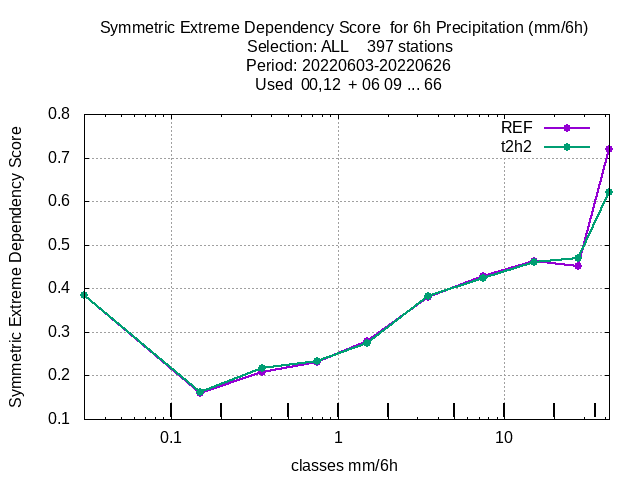 Symmetric Extreme Dependency Score  for 6h Precipitation (mm/6h)
Selection: ALL    397 stations
Period: 20220603-20220626
Used  00,12  + 06 09 ... 66
REF
t2h2
Symmetric Extreme Dependency Score
0.8
0.7
0.6
0.5
0.4
0.3
0.2
0.1
0.1
1
10
classes mm/6h